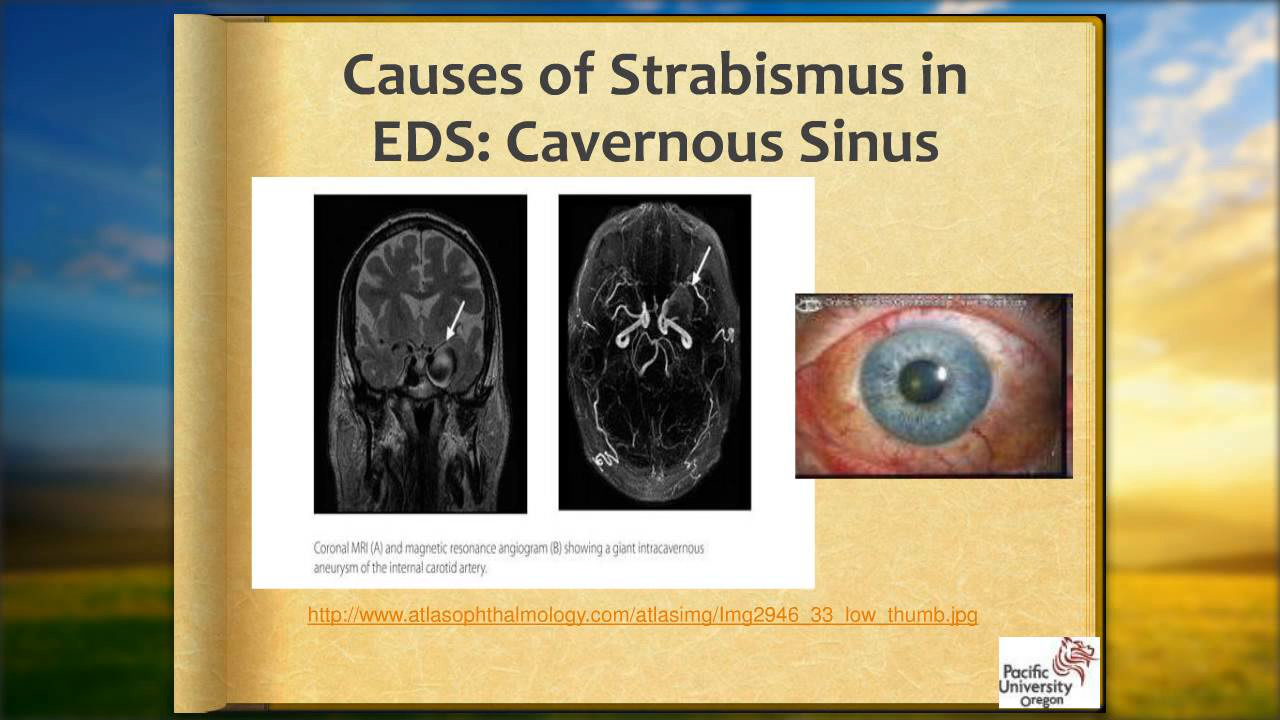 Causes of Strabismus in
EDS: Cavernous Sinus
Coronal MRI (A) and magnetic resonance angiogram (B) showing a giant intracavernous
aneurysm of the internal carotid artery.
http://www.atlasophthalmology.com/atlasimg/Img2946_33_low_thumb.jpg
Pacific
University
Oregon